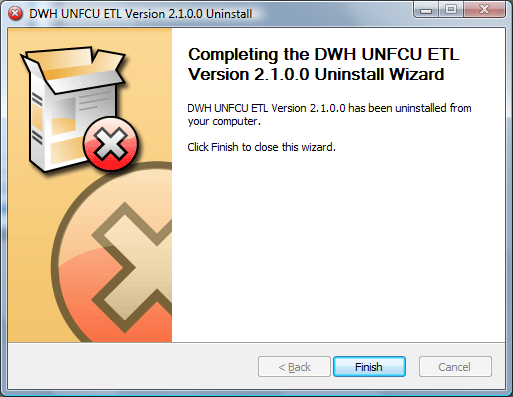 DWH UNFCU ETL Version 2.1.0.0 Uninstall
Completing the DWH UNFCU ETL
Version 2.1.0.0 Uninstall Wizard
DWH UNFCU ETL Version 2.1.0.0 has been uninstalled from
your computer.
Click Finish to close this wizard.
< Back
Finish
Cancel